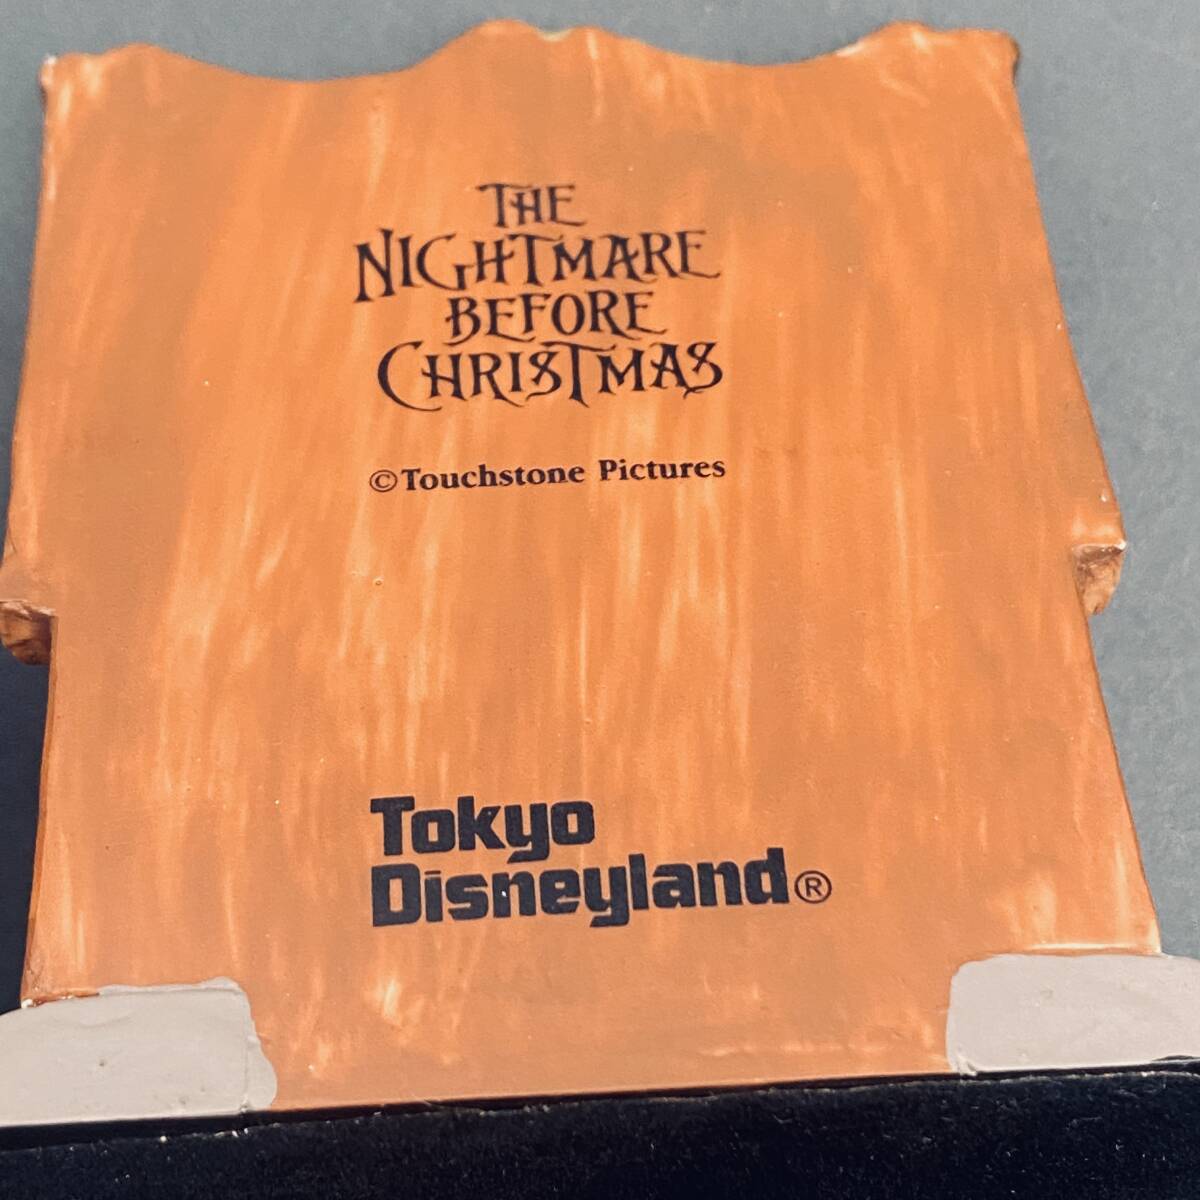 THE
NIGHTMARE
BEFORE
CHRISTMAS
©Touchstone Pictures
Tokyo
Disneyland®